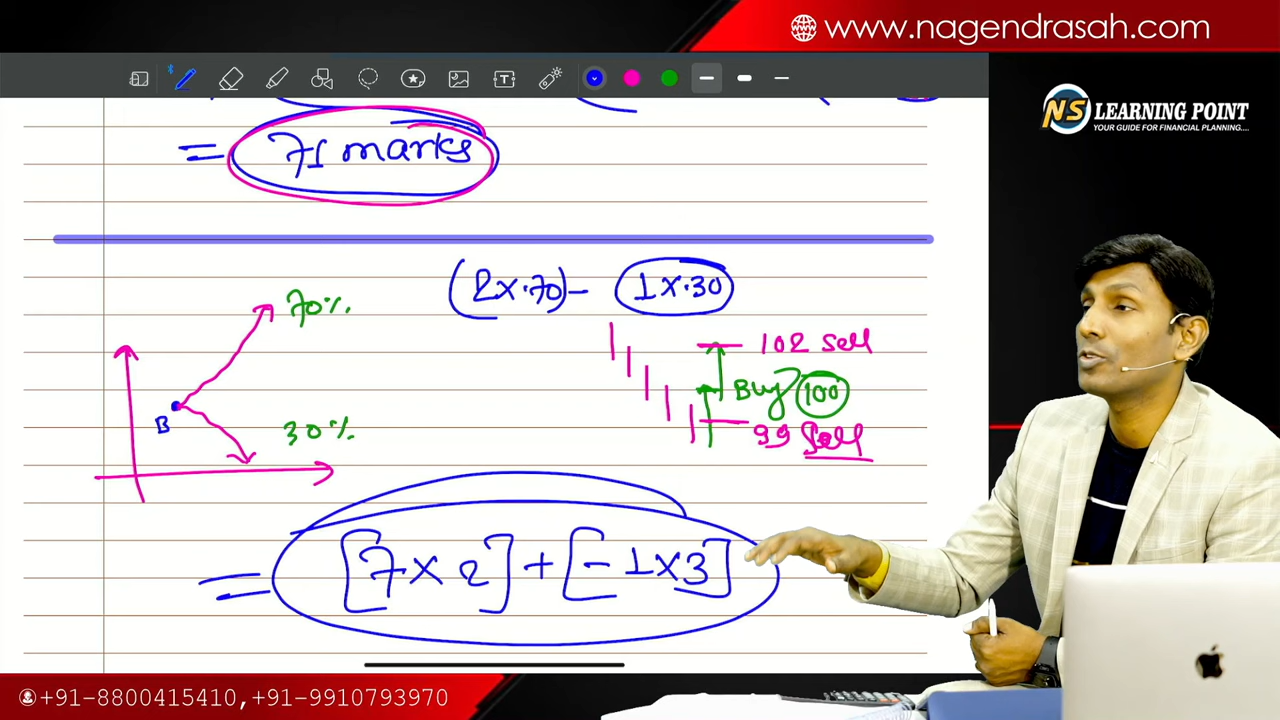 www.nagendrasah.com
NS LEARNING POINT
YOUR GUIDE FOR FINANCIAL PLANNING....
= 71 marks
(2x.70)- 1x.30
70%
102 Sell
Buy 100
B
30%
99 Sell
= [7x2]+[-1x3]
+91-8800415410,+91-9910793970